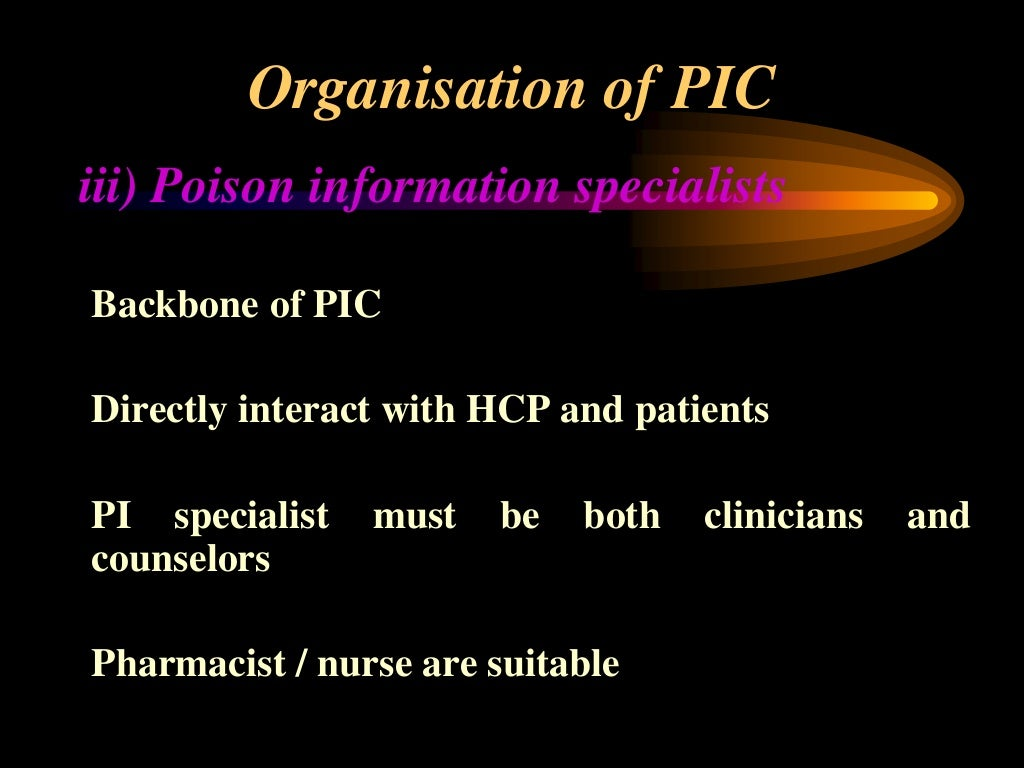 Organisation of PIC
iii) Poison information specialists
Backbone of PIC
Directly interact with HCP and patients
PI specialist must be both clinicians and
counselors
Pharmacist / nurse are suitable